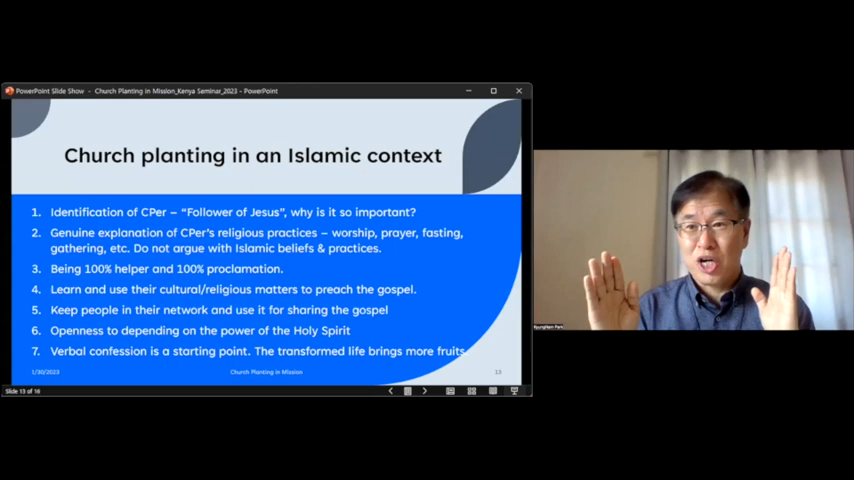 PowerPoint Slide Show - Church Planting in Mission_Kenya Seminar_2023 - PowerPoint
Church planting in an Islamic context
1. Identification of CPer – “Follower of Jesus”, why is it so important?
2. Genuine explanation of CPer’s religious practices – worship, prayer, fasting,
gathering, etc. Do not argue with Islamic beliefs & practices.
3. Being 100% helper and 100% proclamation.
4. Learn and use their cultural/religious matters to preach the gospel.
5. Keep people in their network and use it for sharing the gospel
6. Openness to depending on the power of the Holy Spirit
7. Verbal confession is a starting point. The transformed life brings more fruits
1/30/2023
Church Planting in Mission
13
Slide 13 of 16